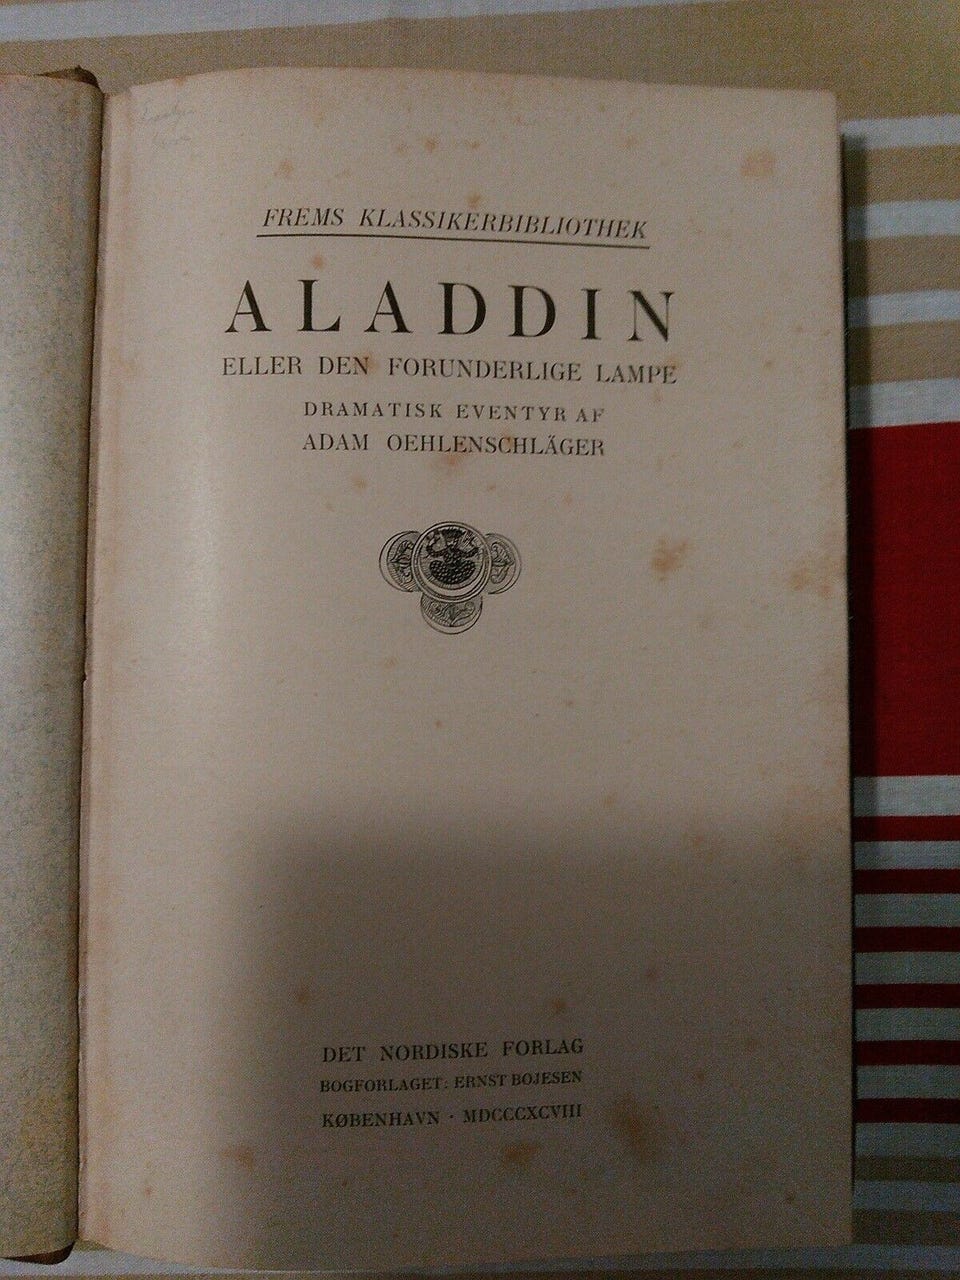 FREMS KLASSIKERBIBLIOTHEK
ALADDIN
ELLER DEN FORUNDERLIGE LAMPE
DRAMATISK EVENTYR AF
ADAM OEHLENSCHLÄGER
DET NORDISKE FORLAG
BOGFORLAGET: ERNST BOJESEN
KØBENHAVN · MDCCCXCVIII